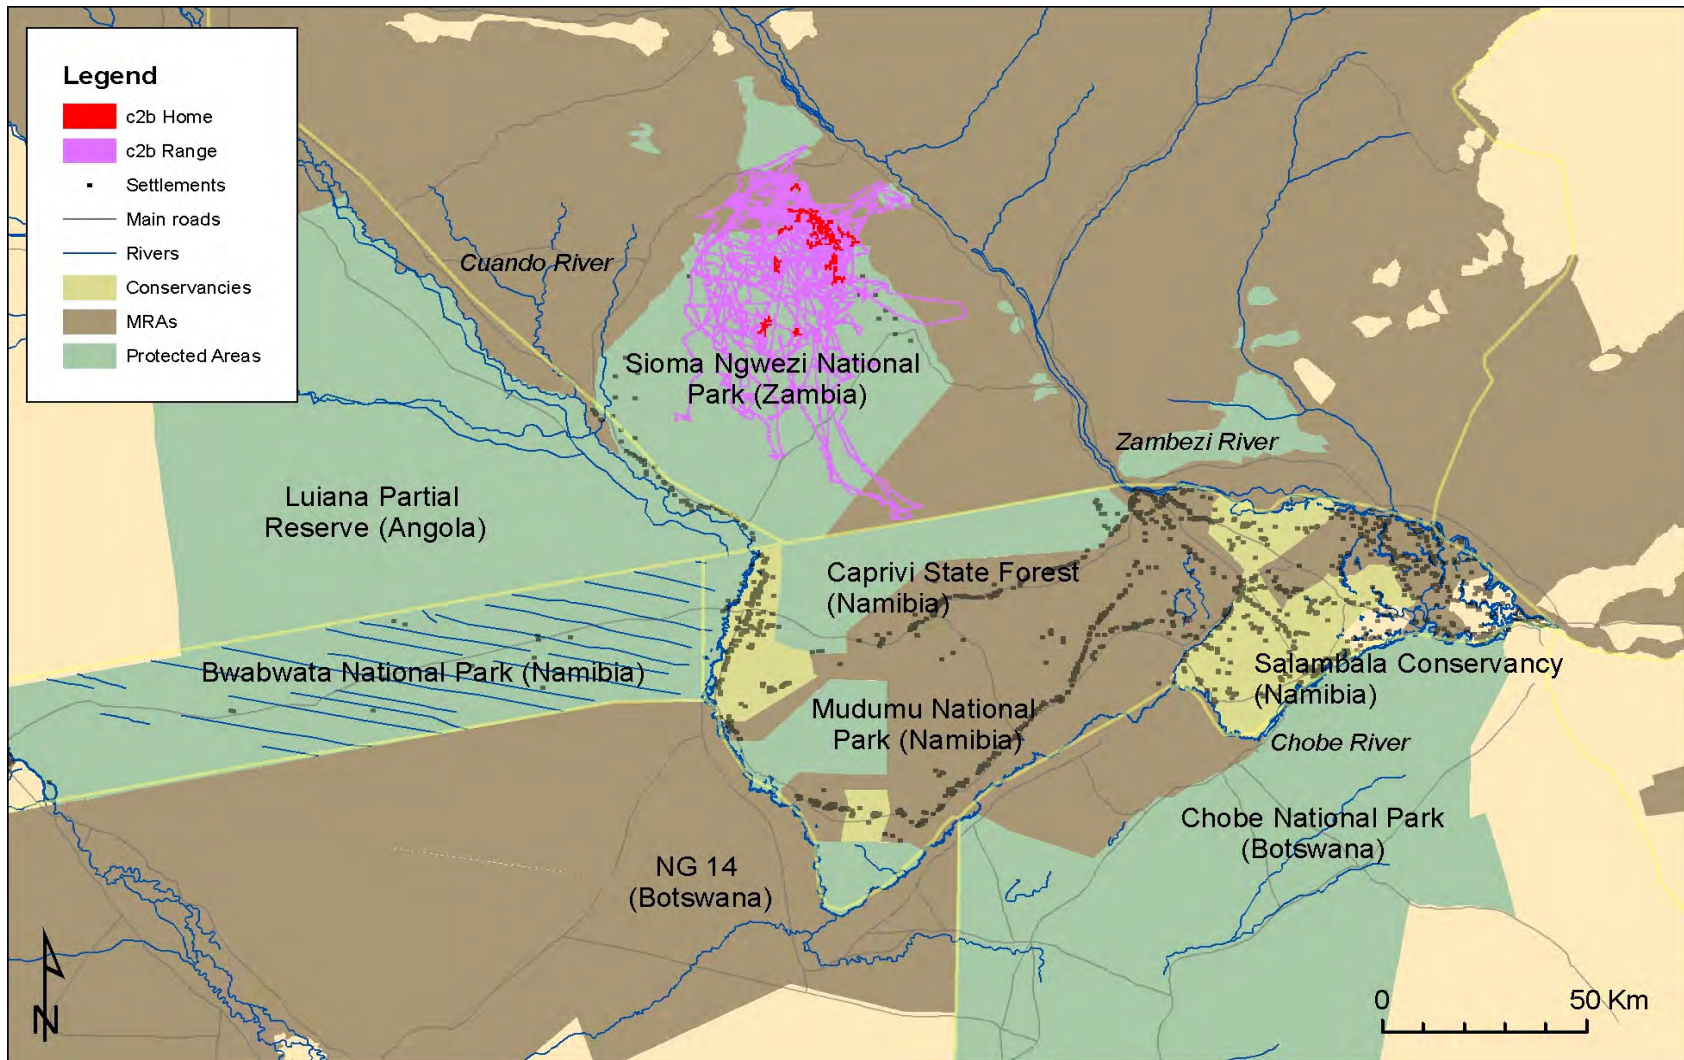 Legend
c2b Home
c2b Range
Settlements
Main roads
Rivers
Conservancies
MRAs
Protected Areas
Cuando River
Sioma Ngwezi National
Park (Zambia)
Zambezi River
Luiana Partial
Reserve (Angola)
Caprivi State Forest
(Namibia)
Bwabwata National Park (Namibia)
Salambala Conservancy
(Namibia)
Mudumu National
Park (Namibia)
Chobe River
Chobe National Park
(Botswana)
NG 14
(Botswana)
N
0 50 Km